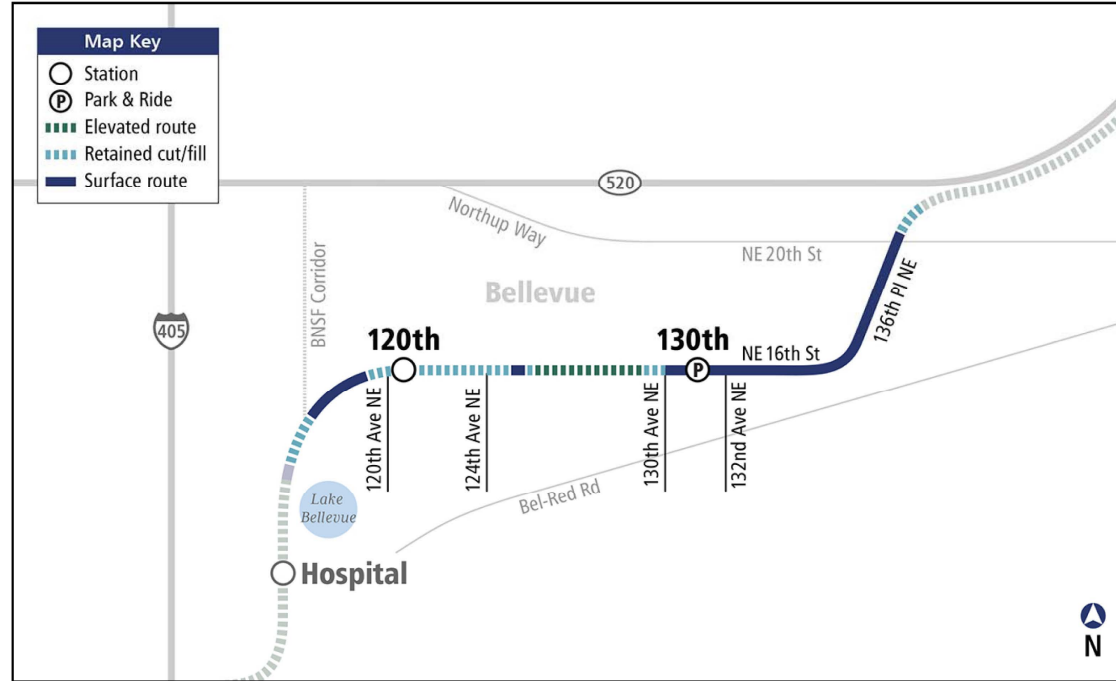 Map Key
Station
P
Park & Ride
Elevated route
Retained cut/fill
Surface route
520
Northup Way
NE 20th St
BNSF Corridor
Bellevue
136th Pl NE
405
120th
130th
NE 16th St
P
120th Ave NE
124th Ave NE
130th Ave NE
132nd Ave NE
Bel-Red Rd
Lake
Bellevue
Hospital
N